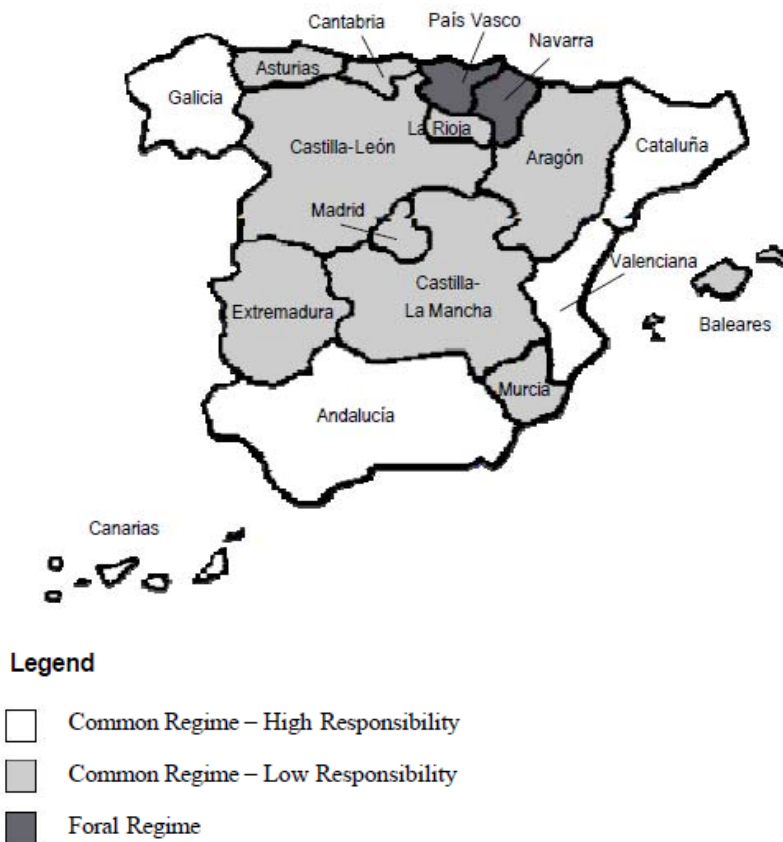 Cantabria
País Vasco
Navarra
Asturias
Galicia
La Rioja
Castilla-León
Aragón
Cataluña
Madrid
Valenciana
Castilla-
La Mancha
Extremadura
Baleares
Murcia
Andalucía
Canarias
Legend
Common Regime – High Responsibility
Common Regime – Low Responsibility
Foral Regime